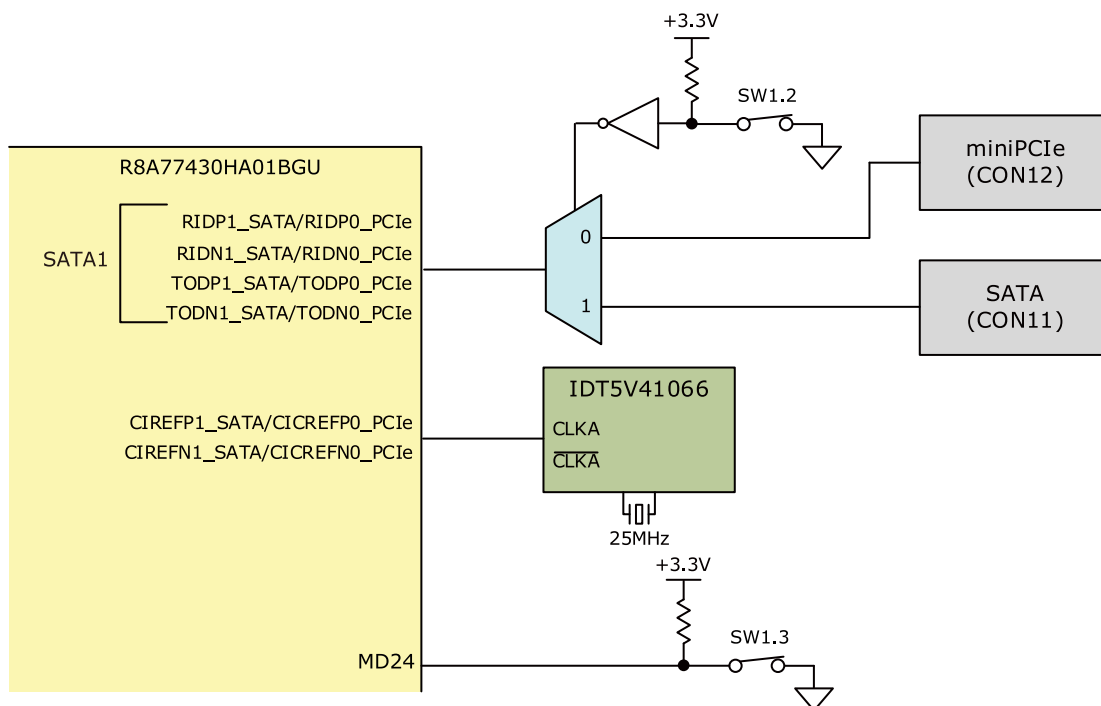 +3.3V
SW1.2
R8A77430HA01BGU
miniPCIe
(CON12)
SATA1
RIDP1_SATA/RIDP0_PCIe
RIDN1_SATA/RIDN0_PCIe
TODP1_SATA/TODP0_PCIe
TODN1_SATA/TODN0_PCIe
0
1
SATA
(CON11)
IDT5V41066
CLKA
CLKA
25MHz
CIREFP1_SATA/CICREFP0_PCIe
CIREFN1_SATA/CICREFN0_PCIe
+3.3V
SW1.3
MD24